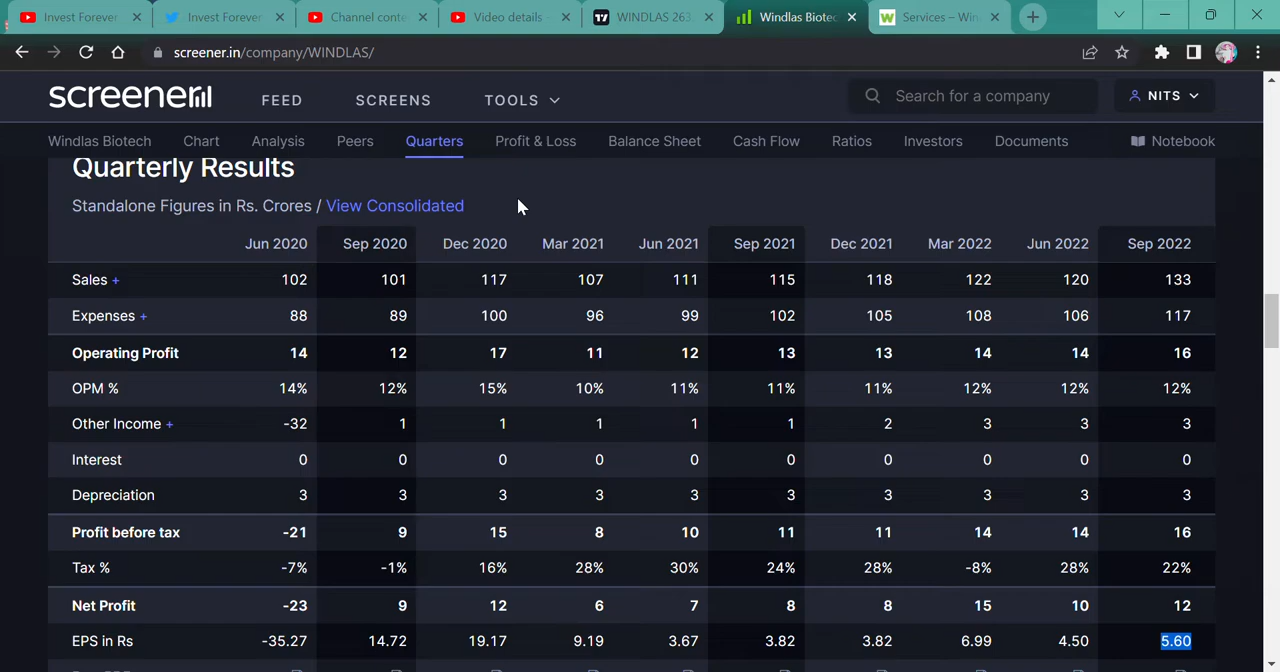 Invest Forever
Invest Forever
Channel conte
Video details -
WINDLAS 263.
Windlas Biotec
Services – Win
screener.in/company/WINDLAS/
screener
FEED
SCREENS
TOOLS
Search for a company
NITS
Windlas Biotech Chart Analysis Peers Quarters Profit & Loss Balance Sheet Cash Flow Ratios Investors Documents Notebook
Quarterly Results
Standalone Figures in Rs. Crores / View Consolidated
Jun 2020 Sep 2020 Dec 2020 Mar 2021 Jun 2021 Sep 2021 Dec 2021 Mar 2022 Jun 2022 Sep 2022
Sales + 102 101 117 107 111 115 118 122 120 133
Expenses + 88 89 100 96 99 102 105 108 106 117
Operating Profit 14 12 17 11 12 13 13 14 14 16
OPM % 14% 12% 15% 10% 11% 11% 11% 12% 12% 12%
Other Income + -32 1 1 1 1 1 2 3 3 3
Interest 0 0 0 0 0 0 0 0 0 0
Depreciation 3 3 3 3 3 3 3 3 3 3
Profit before tax -21 9 15 8 10 11 11 14 14 16
Tax % -7% -1% 16% 28% 30% 24% 28% -8% 28% 22%
Net Profit -23 9 12 6 7 8 8 15 10 12
EPS in Rs -35.27 14.72 19.17 9.19 3.67 3.82 3.82 6.99 4.50 5.60